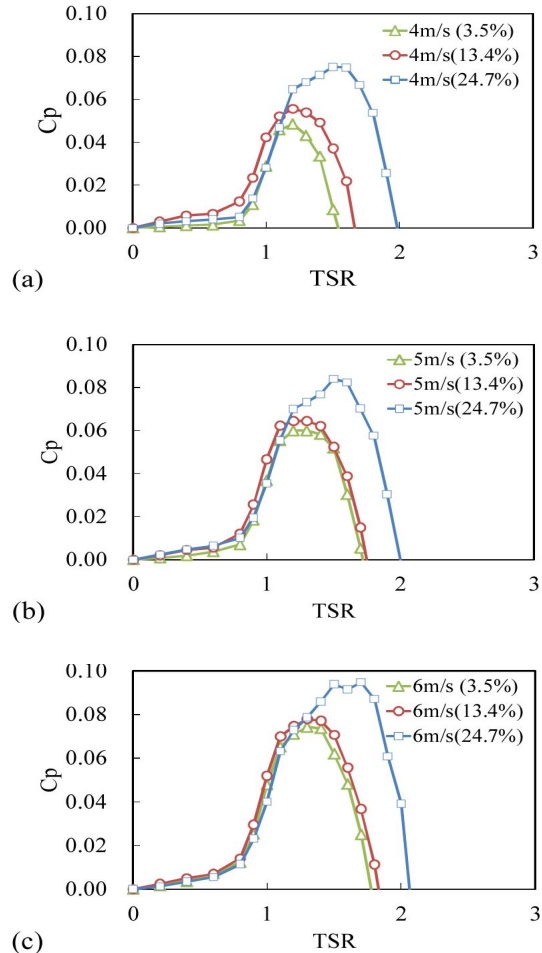 0.10
4m/s (3.5%)
4m/s(13.4%)
4m/s(24.7%)
0.08
0.06
Cp
0.04
0.02
0.00
0 1 2 3
(a)
TSR
0.10
5m/s (3.5%)
5m/s(13.4%)
5m/s(24.7%)
0.08
0.06
Cp
0.04
0.02
0.00
0 1 2 3
(b)
TSR
0.10
6m/s (3.5%)
6m/s(13.4%)
6m/s(24.7%)
0.08
0.06
Cp
0.04
0.02
0.00
0 1 2 3
(c)
TSR